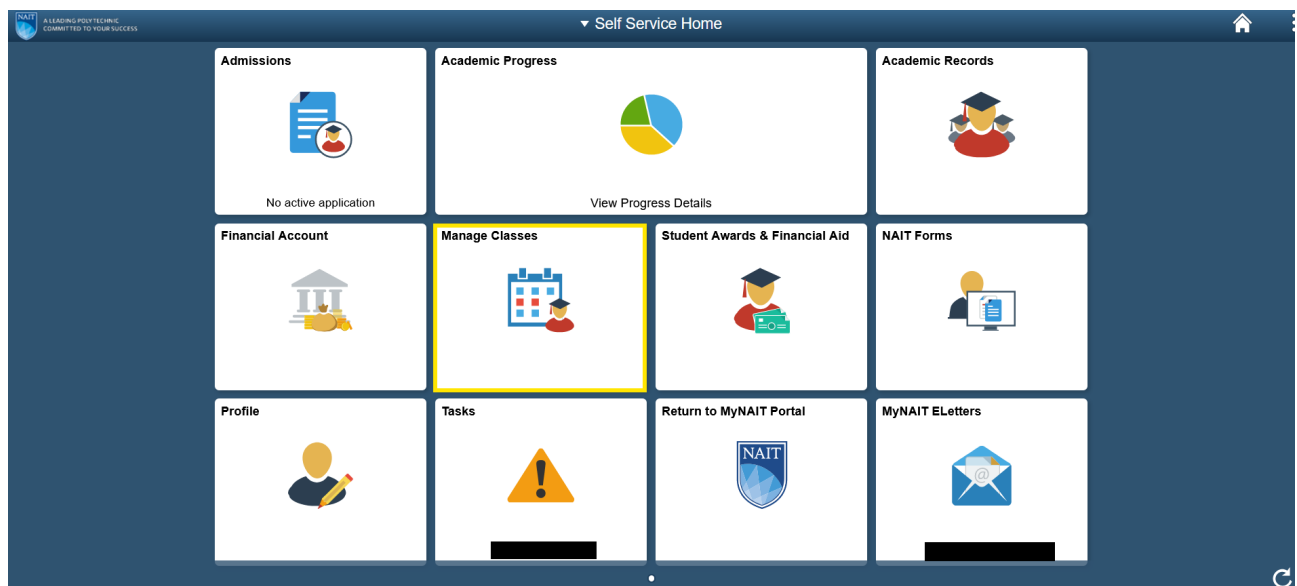 NAIT
A LEADING POLYTECHNIC
COMMITTED TO YOUR SUCCESS
Self Service Home
Admissions
No active application
Academic Progress
View Progress Details
Academic Records
Financial Account
Manage Classes
Student Awards & Financial Aid
NAIT Forms
Profile
Tasks
Return to MyNAIT Portal
NAIT
MyNAIT ELetters
@